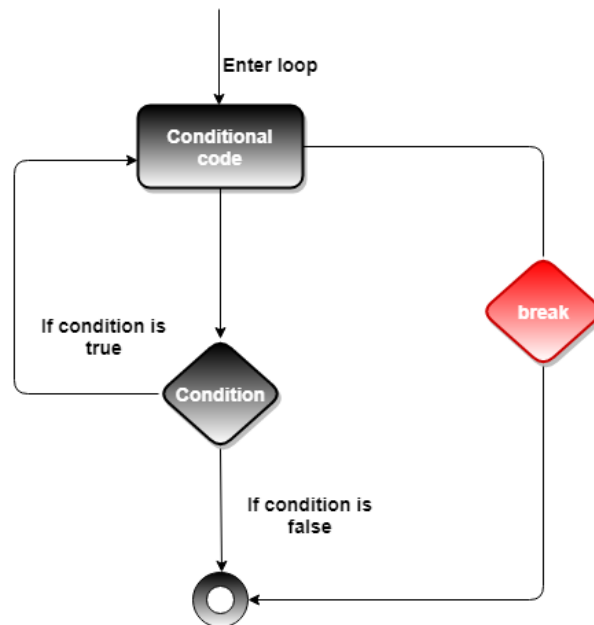 Enter loop
Conditional
code
break
If condition is
true
Condition
If condition is
false